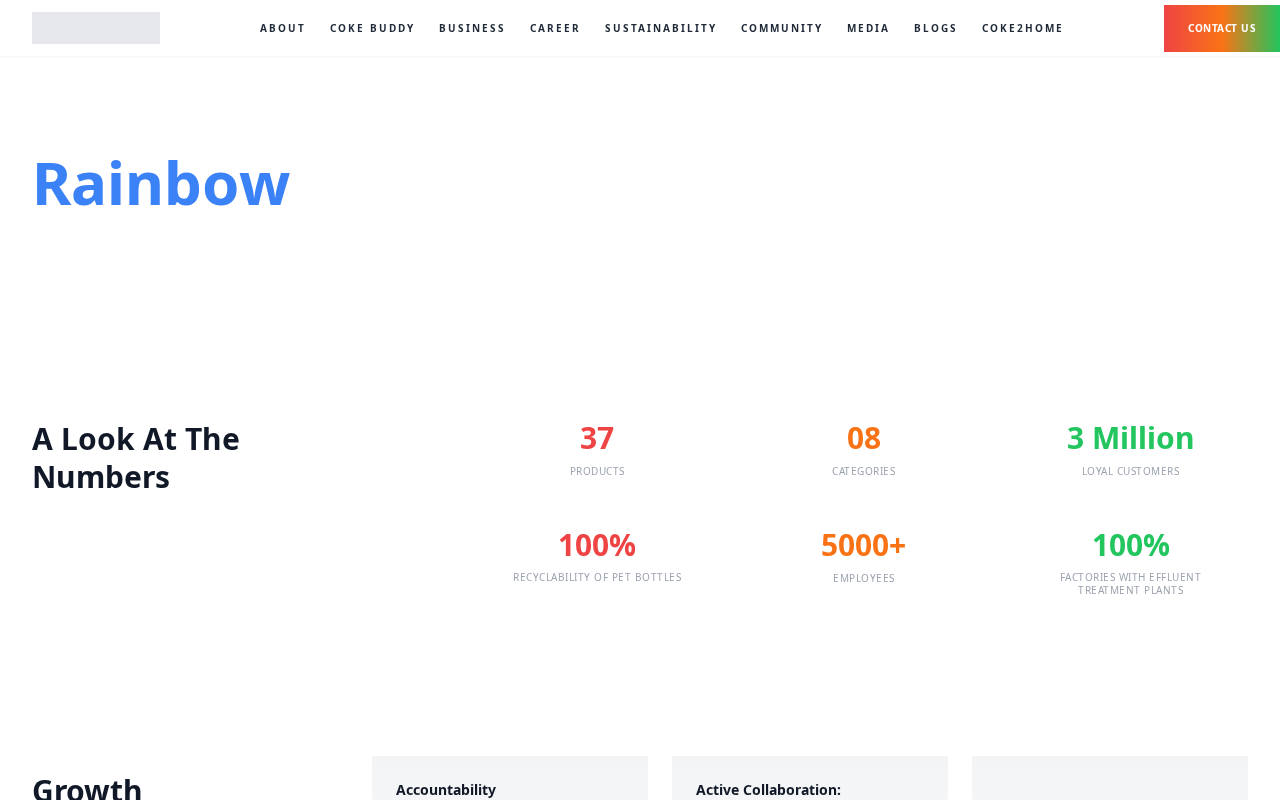 ABOUT COKE BUDDY BUSINESS CAREER SUSTAINABILITY COMMUNITY MEDIA BLOGS COKE2HOME CONTACT US
Rainbow
A Look At The
Numbers
37
PRODUCTS
08
CATEGORIES
3 Million
LOYAL CUSTOMERS
100%
RECYCLABILITY OF PET BOTTLES
5000+
EMPLOYEES
100%
FACTORIES WITH EFFLUENT
TREATMENT PLANTS
Growth
Accountability
Active Collaboration: